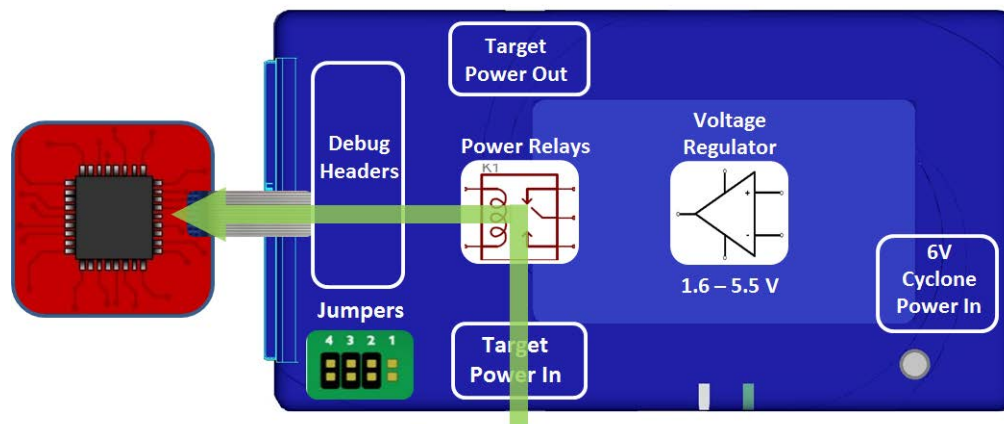 Target
Power Out
Debug
Headers
Power Relays
K1
Voltage
Regulator
+
-
1.6 – 5.5 V
6V
Cyclone
Power In
Jumpers
4 3 2 1
Target
Power In